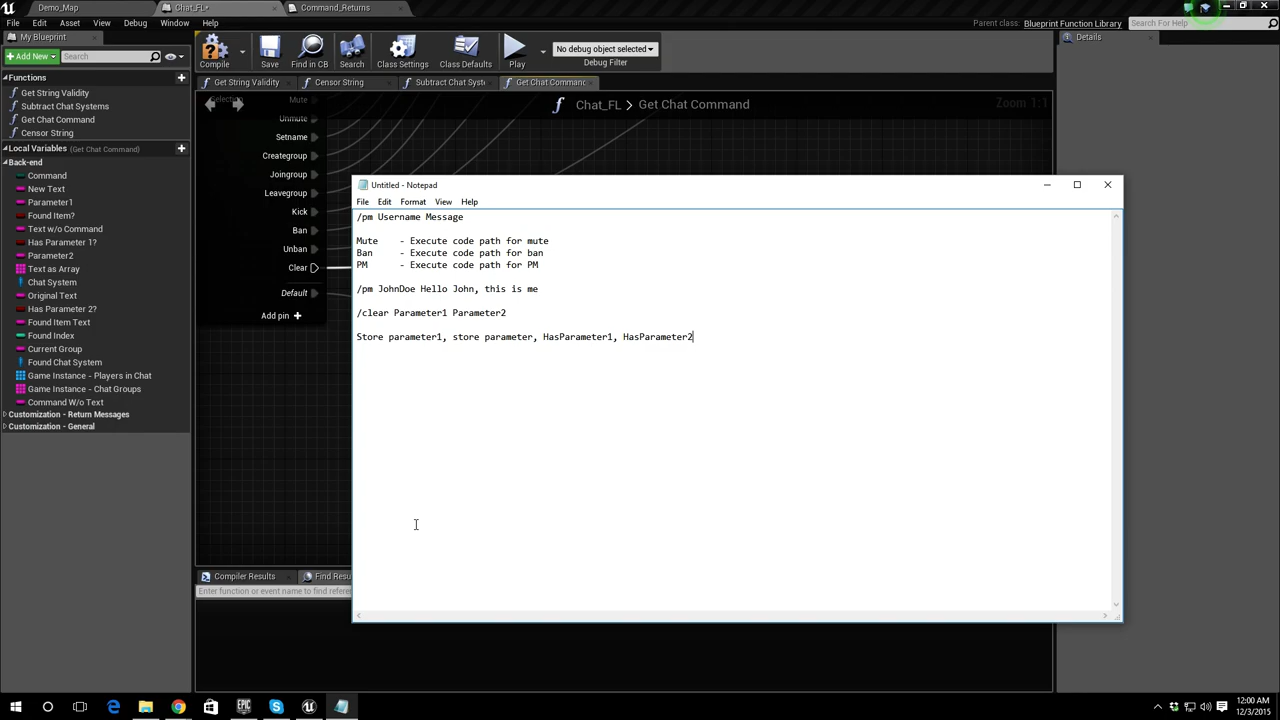 Demo_Map
Chat_FL*
Command_Returns
File Edit Asset View Debug Window Help
Parent class: Blueprint Function Library
Search For Help
My Blueprint
Details
Add New
Search
Compile
Save
Find in CB
Search
Class Settings
Class Defaults
Play
No debug object selected
Debug Filter
Functions
Get String Validity
Subtract Chat Systems
Get Chat Command
Censor String
Get String Validity
Censor String
Subtract Chat Syst
Get Chat Command
Chat_FL > Get Chat Command
Zoom 1:1
Local Variables (Get Chat Command)
Back-end
Command
New Text
Parameter1
Found Item?
Text w/o Command
Has Parameter 1?
Parameter2
Text as Array
Chat System
Original Text
Has Parameter 2?
Found Item Text
Found Index
Current Group
Found Chat System
Game Instance - Players in Chat
Game Instance - Chat Groups
Command W/o Text
Customization - Return Messages
Customization - General
Selection
Mute
Unmute
Setname
Creategroup
Joingroup
Leavegroup
Kick
Ban
Unban
Clear
Default
Add pin +
Untitled - Notepad
File Edit Format View Help
/pm Username Message
Mute - Execute code path for mute
Ban - Execute code path for ban
PM - Execute code path for PM
/pm JohnDoe Hello John, this is me
/clear Parameter1 Parameter2
Store parameter1, store parameter, HasParameter1, HasParameter2
Compiler Results
Find Resu
Enter function or event name to find refere
EPIC
12:00 AM
12/3/2015